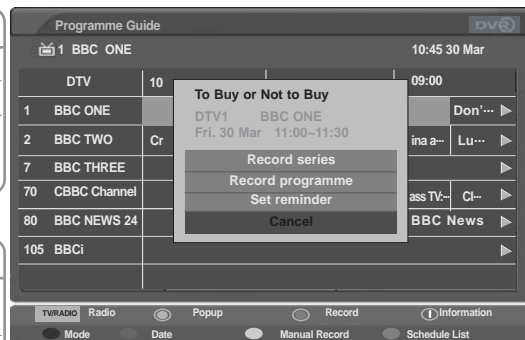 Programme Guide DVR
1 BBC ONE 10:45 30 Mar
DTV 10 09:00
To Buy or Not to Buy
DTV1 BBC ONE
Fri. 30 Mar 11:00~11:30
Record series
Record programme
Set reminder
Cancel
1 BBC ONE Don'···
2 BBC TWO Cr ina a··· Lu···
7 BBC THREE
70 CBBC Channel ass TV:··· Cl···
80 BBC NEWS 24 BBC News
105 BBCi
TV/RADIO Radio Popup Record Information
Mode Date Manual Record Schedule List